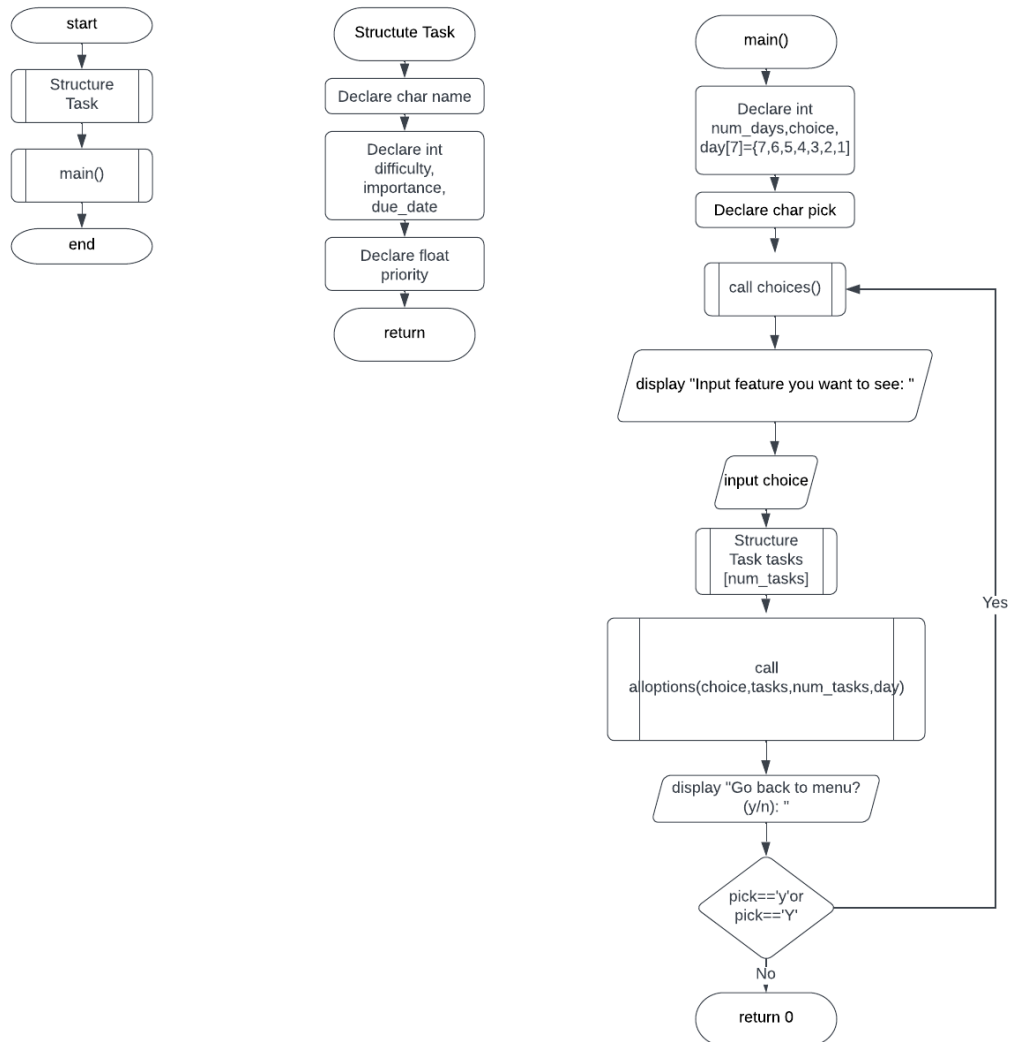 start
Structure
Task
main()
end
Structute Task
Declare char name
Declare int
difficulty,
importance,
due_date
Declare float
priority
return
main()
Declare int
num_days,choice,
day[7]={7,6,5,4,3,2,1]
Declare char pick
call choices()
display "Input feature you want to see: "
input choice
Structure
Task tasks
[num_tasks]
call
alloptions(choice,tasks,num_tasks,day)
display "Go back to menu?
(y/n): "
pick=='y'or
pick=='Y'
Yes
No
return 0